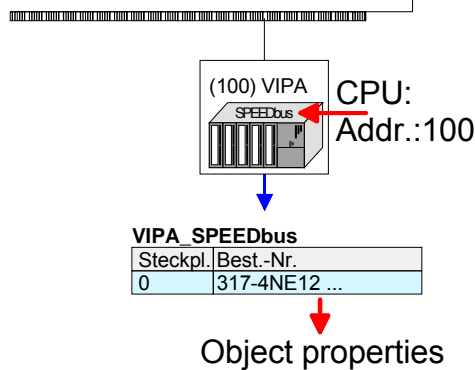 (100) VIPA
SPEEDbus
CPU:
Addr.:100
VIPA_SPEEDbus
Steckpl. Best.-Nr.
0 317-4NE12 ...
Object properties